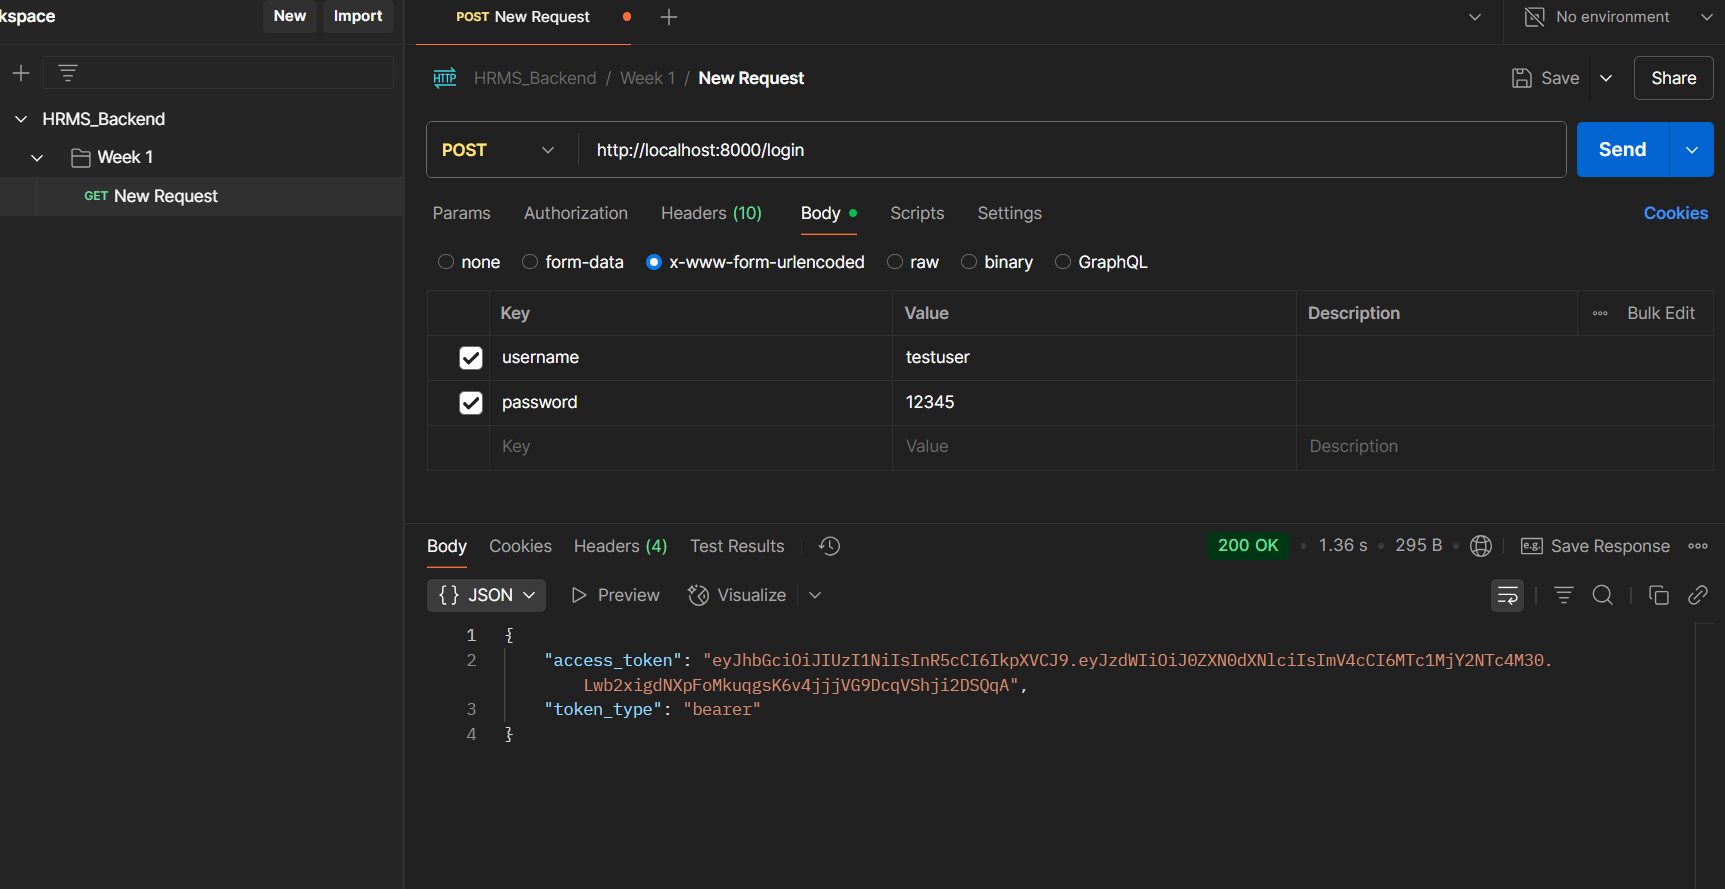 kspace
New
Import
POST New Request
No environment
HTTP
HRMS_Backend / Week 1 / New Request
Save
Share
HRMS_Backend
Week 1
GET New Request
POST
http://localhost:8000/login
Send
Params
Authorization
Headers (10)
Body
Scripts
Settings
Cookies
none
form-data
x-www-form-urlencoded
raw
binary
GraphQL
Key
Value
Description
Bulk Edit
username
testuser
password
12345
Key
Value
Description
Body
Cookies
Headers (4)
Test Results
200 OK
1.36 s
295 B
e.g.
Save Response
{} JSON
Preview
Visualize
1 {
2 "access_token": "eyJhbGciOiJIUzI1NiIsInR5cCI6IkpXVCJ9.eyJzdWIiOiJ0ZXN0dXNlciIsImV4cCI6MTc1MjY2NTc4M30.
Lwb2xigdNXpFoMkuqgsK6v4jjjVG9DcqVShji2DSQqA",
3 "token_type": "bearer"
4 }